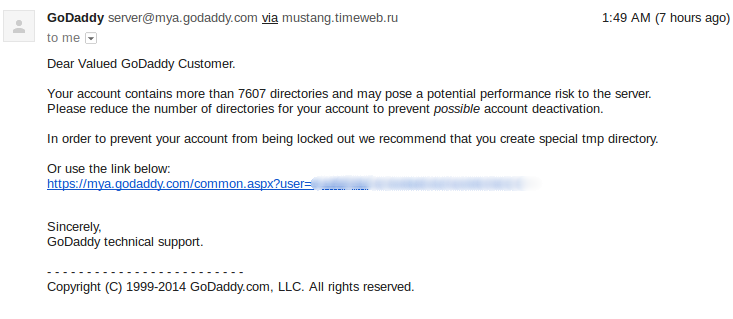 GoDaddy server@mya.godaddy.com via mustang.timeweb.ru 1:49 AM (7 hours ago)
to me
Dear Valued GoDaddy Customer.
Your account contains more than 7607 directories and may pose a potential performance risk to the server.
Please reduce the number of directories for your account to prevent possible account deactivation.
In order to prevent your account from being locked out we recommend that you create special tmp directory.
Or use the link below:
https://mya.godaddy.com/common.aspx?user=
Sincerely,
GoDaddy technical support.
- - - - - - - - - - - - - - - - - - - - - - - - -
Copyright (C) 1999-2014 GoDaddy.com, LLC. All rights reserved.